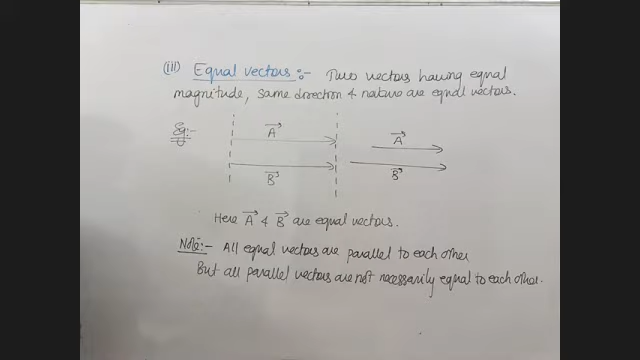 (iii) Equal vectors :- Two vectors having equal
magnitude, same direction & nature are equal vectors.
Eg:-
A
A
B
B
Here A & B are equal vectors.
Note:- All equal vectors are parallel to each other
But all parallel vectors are not necessarily equal to each other.